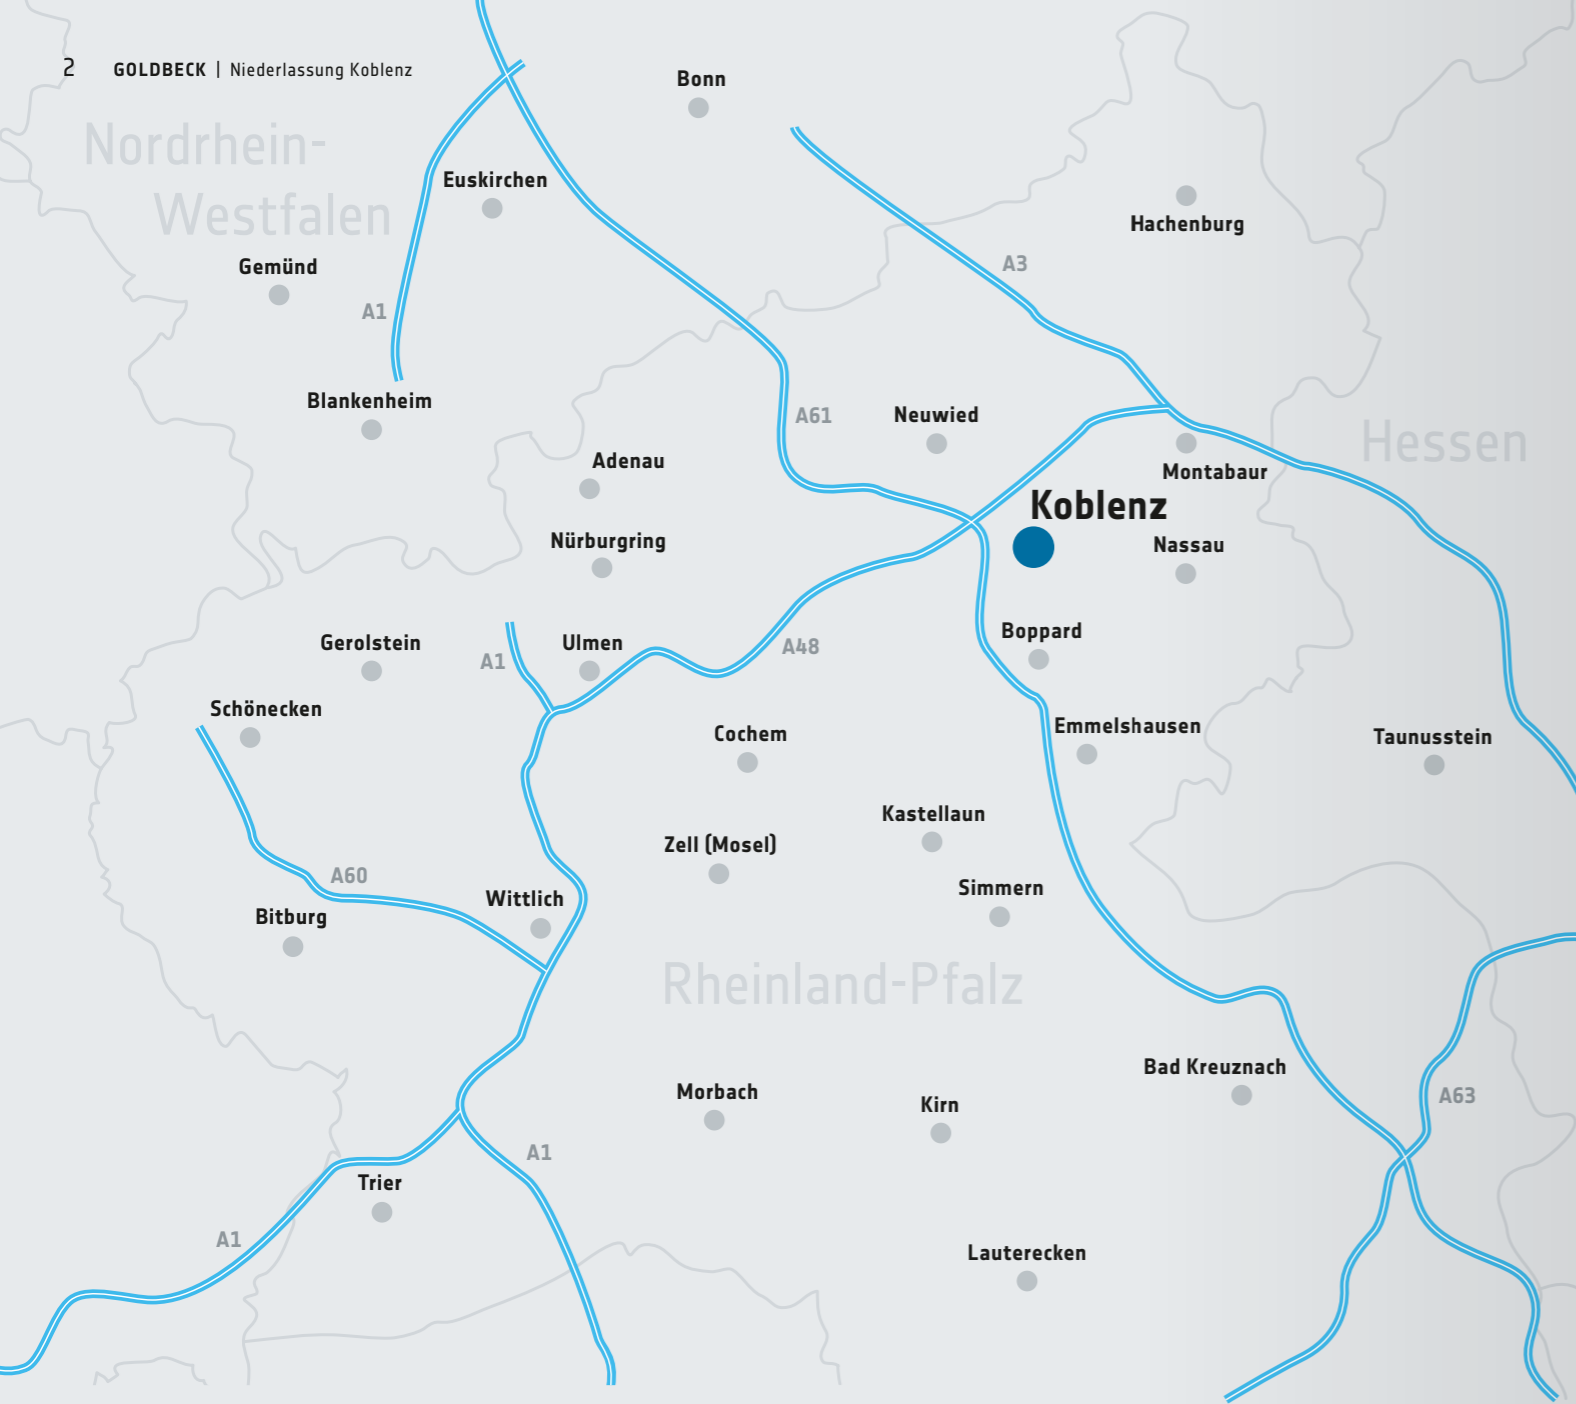 2 GOLDBECK | Niederlassung Koblenz
Bonn
Nordrhein-
Westfalen
Euskirchen
Hachenburg
Gemünd
A3
A1
Blankenheim
A61
Neuwied
Hessen
Adenau
Montabaur
Koblenz
Nürburgring
Nassau
Boppard
Gerolstein
A1
Ulmen
A48
Schönecken
Emmelshausen
Cochem
Taunusstein
Kastellaun
Zell (Mosel)
A60
Simmern
Wittlich
Bitburg
Rheinland-Pfalz
Bad Kreuznach
Morbach
A63
Kirn
A1
Trier
A1
Lauterecken